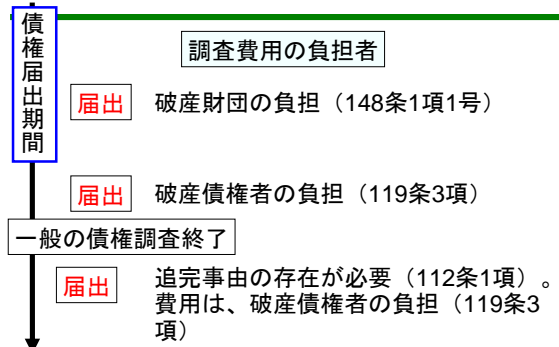 債権届出期間
調査費用の負担者
届出 破産財団の負担（148条1項1号）
届出 破産債権者の負担（119条3項）
一般の債権調査終了
届出 追完事由の存在が必要（112条1項）。
費用は、破産債権者の負担（119条3
項）